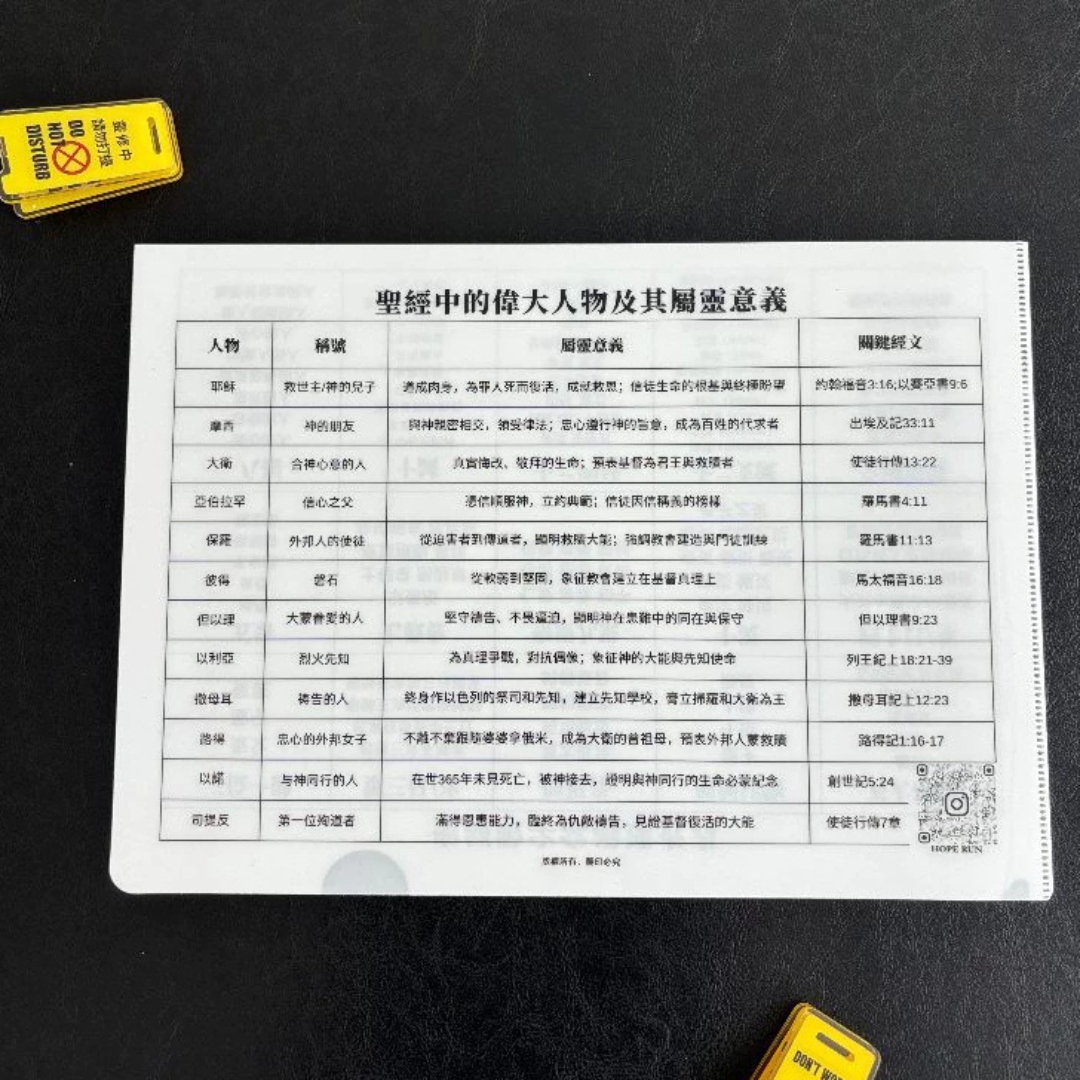 靈修中
請勿打擾
DO
NOT
DISTURB
聖經中的偉大人物及其屬靈意義
人物 稱號 屬靈意義 關鍵經文
耶穌 救世主/神的兒子 道成肉身，為罪人死而復活，成就救恩；信徒生命的根基與終極盼望 約翰福音3:16;以賽亞書9:6
摩西 神的朋友 與神親密相交，領受律法；忠心遵行神的旨意，成為百姓的代求者 出埃及記33:11
大衛 合神心意的人 真實悔改、敬拜的生命；預表基督為君王與救贖者 使徒行傳13:22
亞伯拉罕 信心之父 憑信順服神，立約典範；信徒因信稱義的榜樣 羅馬書4:11
保羅 外邦人的使徒 從迫害者到傳道者，顯明救贖大能；強調教會建造與門徒訓練 羅馬書11:13
彼得 磐石 從軟弱到堅固，象征教會建立在基督真理上 馬太福音16:18
但以理 大蒙眷愛的人 堅守禱告、不畏逼迫，顯明神在患難中的同在與保守 但以理書9:23
以利亞 烈火先知 為真理爭戰，對抗偶像；象征神的大能與先知使命 列王紀上18:21-39
撒母耳 禱告的人 終身作以色列的祭司和先知，建立先知學校，膏立掃羅和大衛為王 撒母耳記上12:23
路得 忠心的外邦女子 不離不棄跟隨婆婆拿俄米，成為大衛的曾祖母，預表外邦人蒙救贖 路得記1:16-17
以諾 与神同行的人 在世365年未見死亡，被神接去，證明與神同行的生命必蒙紀念 創世紀5:24
司提反 第一位殉道者 滿得恩惠能力，臨終為仇敵禱告，見證基督復活的大能 使徒行傳7章
HOPE RUN
版權所有，翻印必究
DON'T